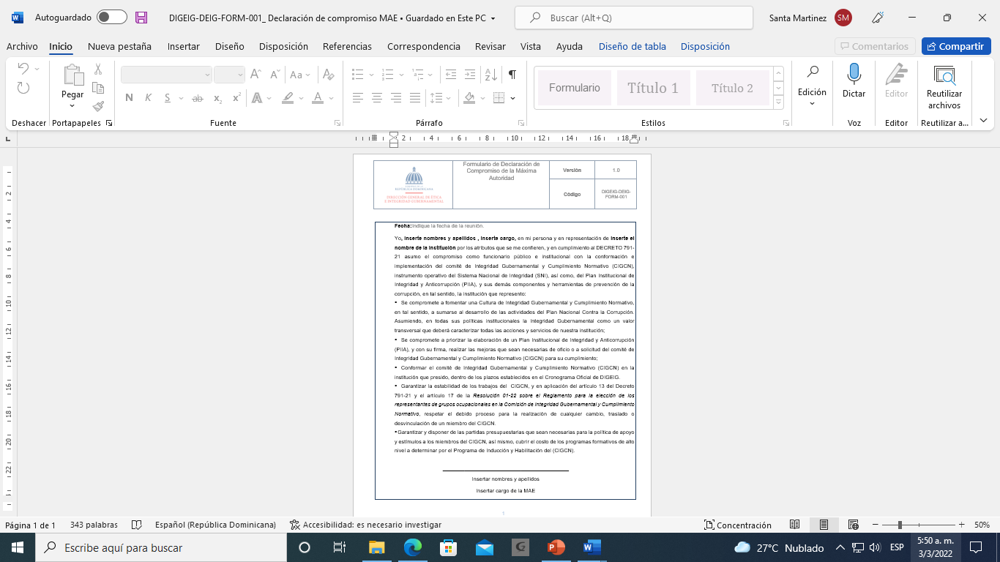 Autoguardado
DIGEIG-DEIG-FORM-001_ Declaración de compromiso MAE • Guardado en Este PC
Buscar (Alt+Q)
Santa Martinez
SM
Archivo Inicio Nueva pestaña Insertar Diseño Disposición Referencias Correspondencia Revisar Vista Ayuda Diseño de tabla Disposición
Comentarios
Compartir
Pegar
Aa
N K S ab x₂ x²
A A
Formulario Título 1 Título 2
Edición
Dictar
Editor
Reutilizar
archivos
Deshacer Portapapeles Fuente Párrafo Estilos Voz Editor Reutilizar a...
2 4 6 8 10 12 14 16 18
2
4
6
8
10
12
14
16
18
20
22
GOBIERNO DE LA
REPÚBLICA DOMINICANA
DIRECCIÓN GENERAL DE ÉTICA
E INTEGRIDAD GUBERNAMENTAL
Formulario de Declaración de
Compromiso de la Máxima
Autoridad
Versión 1.0
Código
DIGEIG-DEIG-
FORM-001
Fecha: Indique la fecha de la reunión.
Yo, Inserte nombres y apellidos , Inserte cargo, en mi persona y en representación de Inserte el
nombre de la Institución por los atributos que se me confieren, y en cumplimiento al DECRETO 791-
21 asumo el compromiso como funcionario público e institucional con la conformación e
implementación del comité de Integridad Gubernamental y Cumplimiento Normativo (CIGCN),
instrumento operativo del Sistema Nacional de Integridad (SNI), así como, del Plan Institucional de
Integridad y Anticorrupción (PIIA), y sus demás componentes y herramientas de prevención de la
corrupción, en tal sentido, la institución que represento:
• Se compromete a fomentar una Cultura de Integridad Gubernamental y Cumplimiento Normativo,
en tal sentido, a sumarse al desarrollo de las actividades del Plan Nacional Contra la Corrupción.
Asumiendo, en todas sus políticas institucionales la Integridad Gubernamental como un valor
transversal que deberá caracterizar todas las acciones y servicios de nuestra institución;
• Se compromete a priorizar la elaboración de un Plan Institucional de Integridad y Anticorrupción
(PIIA), y con su firma, realizar las mejoras que sean necesarias de oficio o a solicitud del comité de
Integridad Gubernamental y Cumplimiento Normativo (CIGCN) para su cumplimiento;
• Conformar el comité de Integridad Gubernamental y Cumplimiento Normativo (CIGCN) en la
institución que presido, dentro de los plazos establecidos en el Cronograma Oficial de DIGEIG.
• Garantizar la estabilidad de los trabajos del CIGCN, y en aplicación del artículo 13 del Decreto
791-21 y el artículo 17 de la Resolución 01-22 sobre el Reglamento para la elección de los
representantes de grupos ocupacionales en la Comisión de Integridad Gubernamental y Cumplimiento
Normativo, respetar el debido proceso para la realización de cualquier cambio, traslado o
desvinculación de un miembro del CIGCN.
•Garantizar y disponer de las partidas presupuestarias que sean necesarias para la política de apoyo
y estímulos a los miembros del CIGCN, así mismo, cubrir el costo de los programas formativos de alto
nivel a determinar por el Programa de Inducción y Habilitación del (CIGCN).
Insertar nombres y apellidos
Insertar cargo de la MAE
1
Página 1 de 1 343 palabras Español (República Dominicana) Accesibilidad: es necesario investigar Concentración 50%
Escribe aquí para buscar
27°C Nublado
ESP
5:50 a. m.
3/3/2022